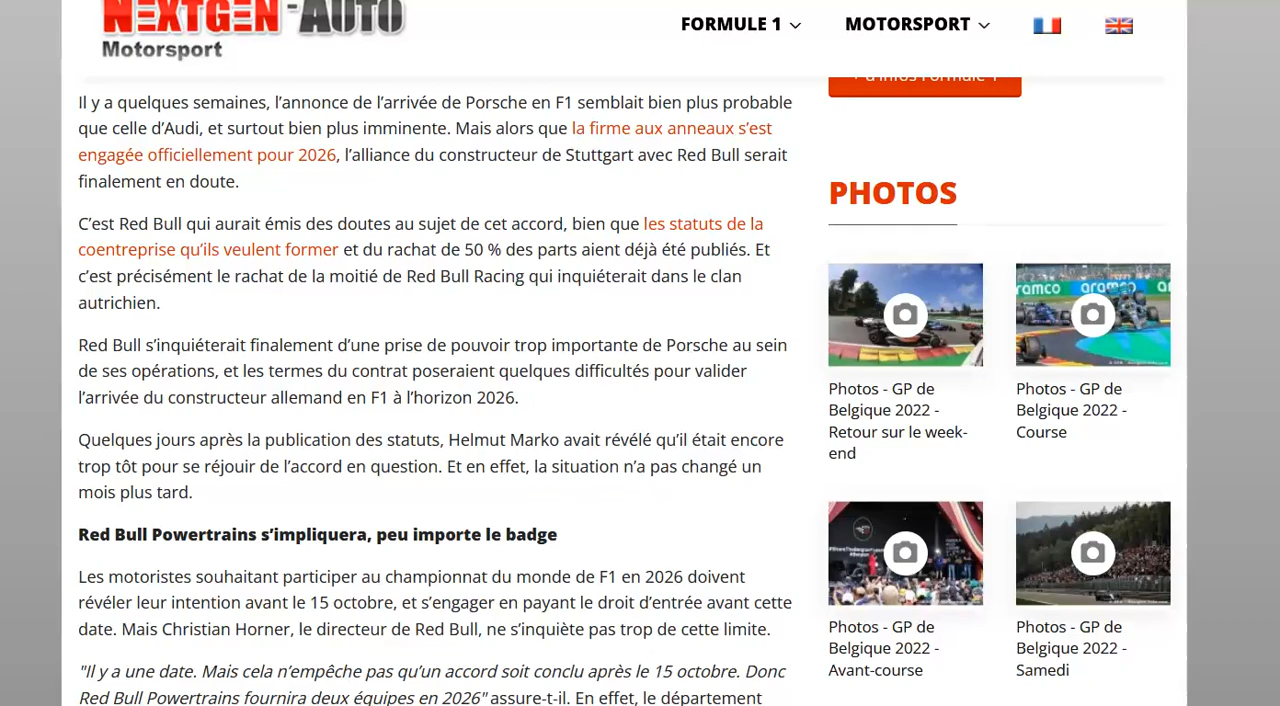 NEXTGEN-AUTO
Motorsport
FORMULE 1
MOTORSPORT
+ d'infos Formule 1
Il y a quelques semaines, l’annonce de l’arrivée de Porsche en F1 semblait bien plus probable
que celle d’Audi, et surtout bien plus imminente. Mais alors que la firme aux anneaux s’est
engagée officiellement pour 2026, l’alliance du constructeur de Stuttgart avec Red Bull serait
finalement en doute.
C’est Red Bull qui aurait émis des doutes au sujet de cet accord, bien que les statuts de la
coentreprise qu’ils veulent former et du rachat de 50 % des parts aient déjà été publiés. Et
c’est précisément le rachat de la moitié de Red Bull Racing qui inquiéterait dans le clan
autrichien.
Red Bull s’inquiéterait finalement d’une prise de pouvoir trop importante de Porsche au sein
de ses opérations, et les termes du contrat poseraient quelques difficultés pour valider
l’arrivée du constructeur allemand en F1 à l’horizon 2026.
Quelques jours après la publication des statuts, Helmut Marko avait révélé qu’il était encore
trop tôt pour se réjouir de l’accord en question. Et en effet, la situation n’a pas changé un
mois plus tard.
Red Bull Powertrains s’impliquera, peu importe le badge
Les motoristes souhaitant participer au championnat du monde de F1 en 2026 doivent
révéler leur intention avant le 15 octobre, et s’engager en payant le droit d’entrée avant cette
date. Mais Christian Horner, le directeur de Red Bull, ne s’inquiète pas trop de cette limite.
"Il y a une date. Mais cela n’empêche pas qu’un accord soit conclu après le 15 octobre. Donc
Red Bull Powertrains fournira deux équipes en 2026" assure-t-il. En effet, le département
PHOTOS
aramco aramco
Photos - GP de
Belgique 2022 -
Retour sur le week-
end
Photos - GP de
Belgique 2022 -
Course
Photos - GP de
Belgique 2022 -
Avant-course
Photos - GP de
Belgique 2022 -
Samedi